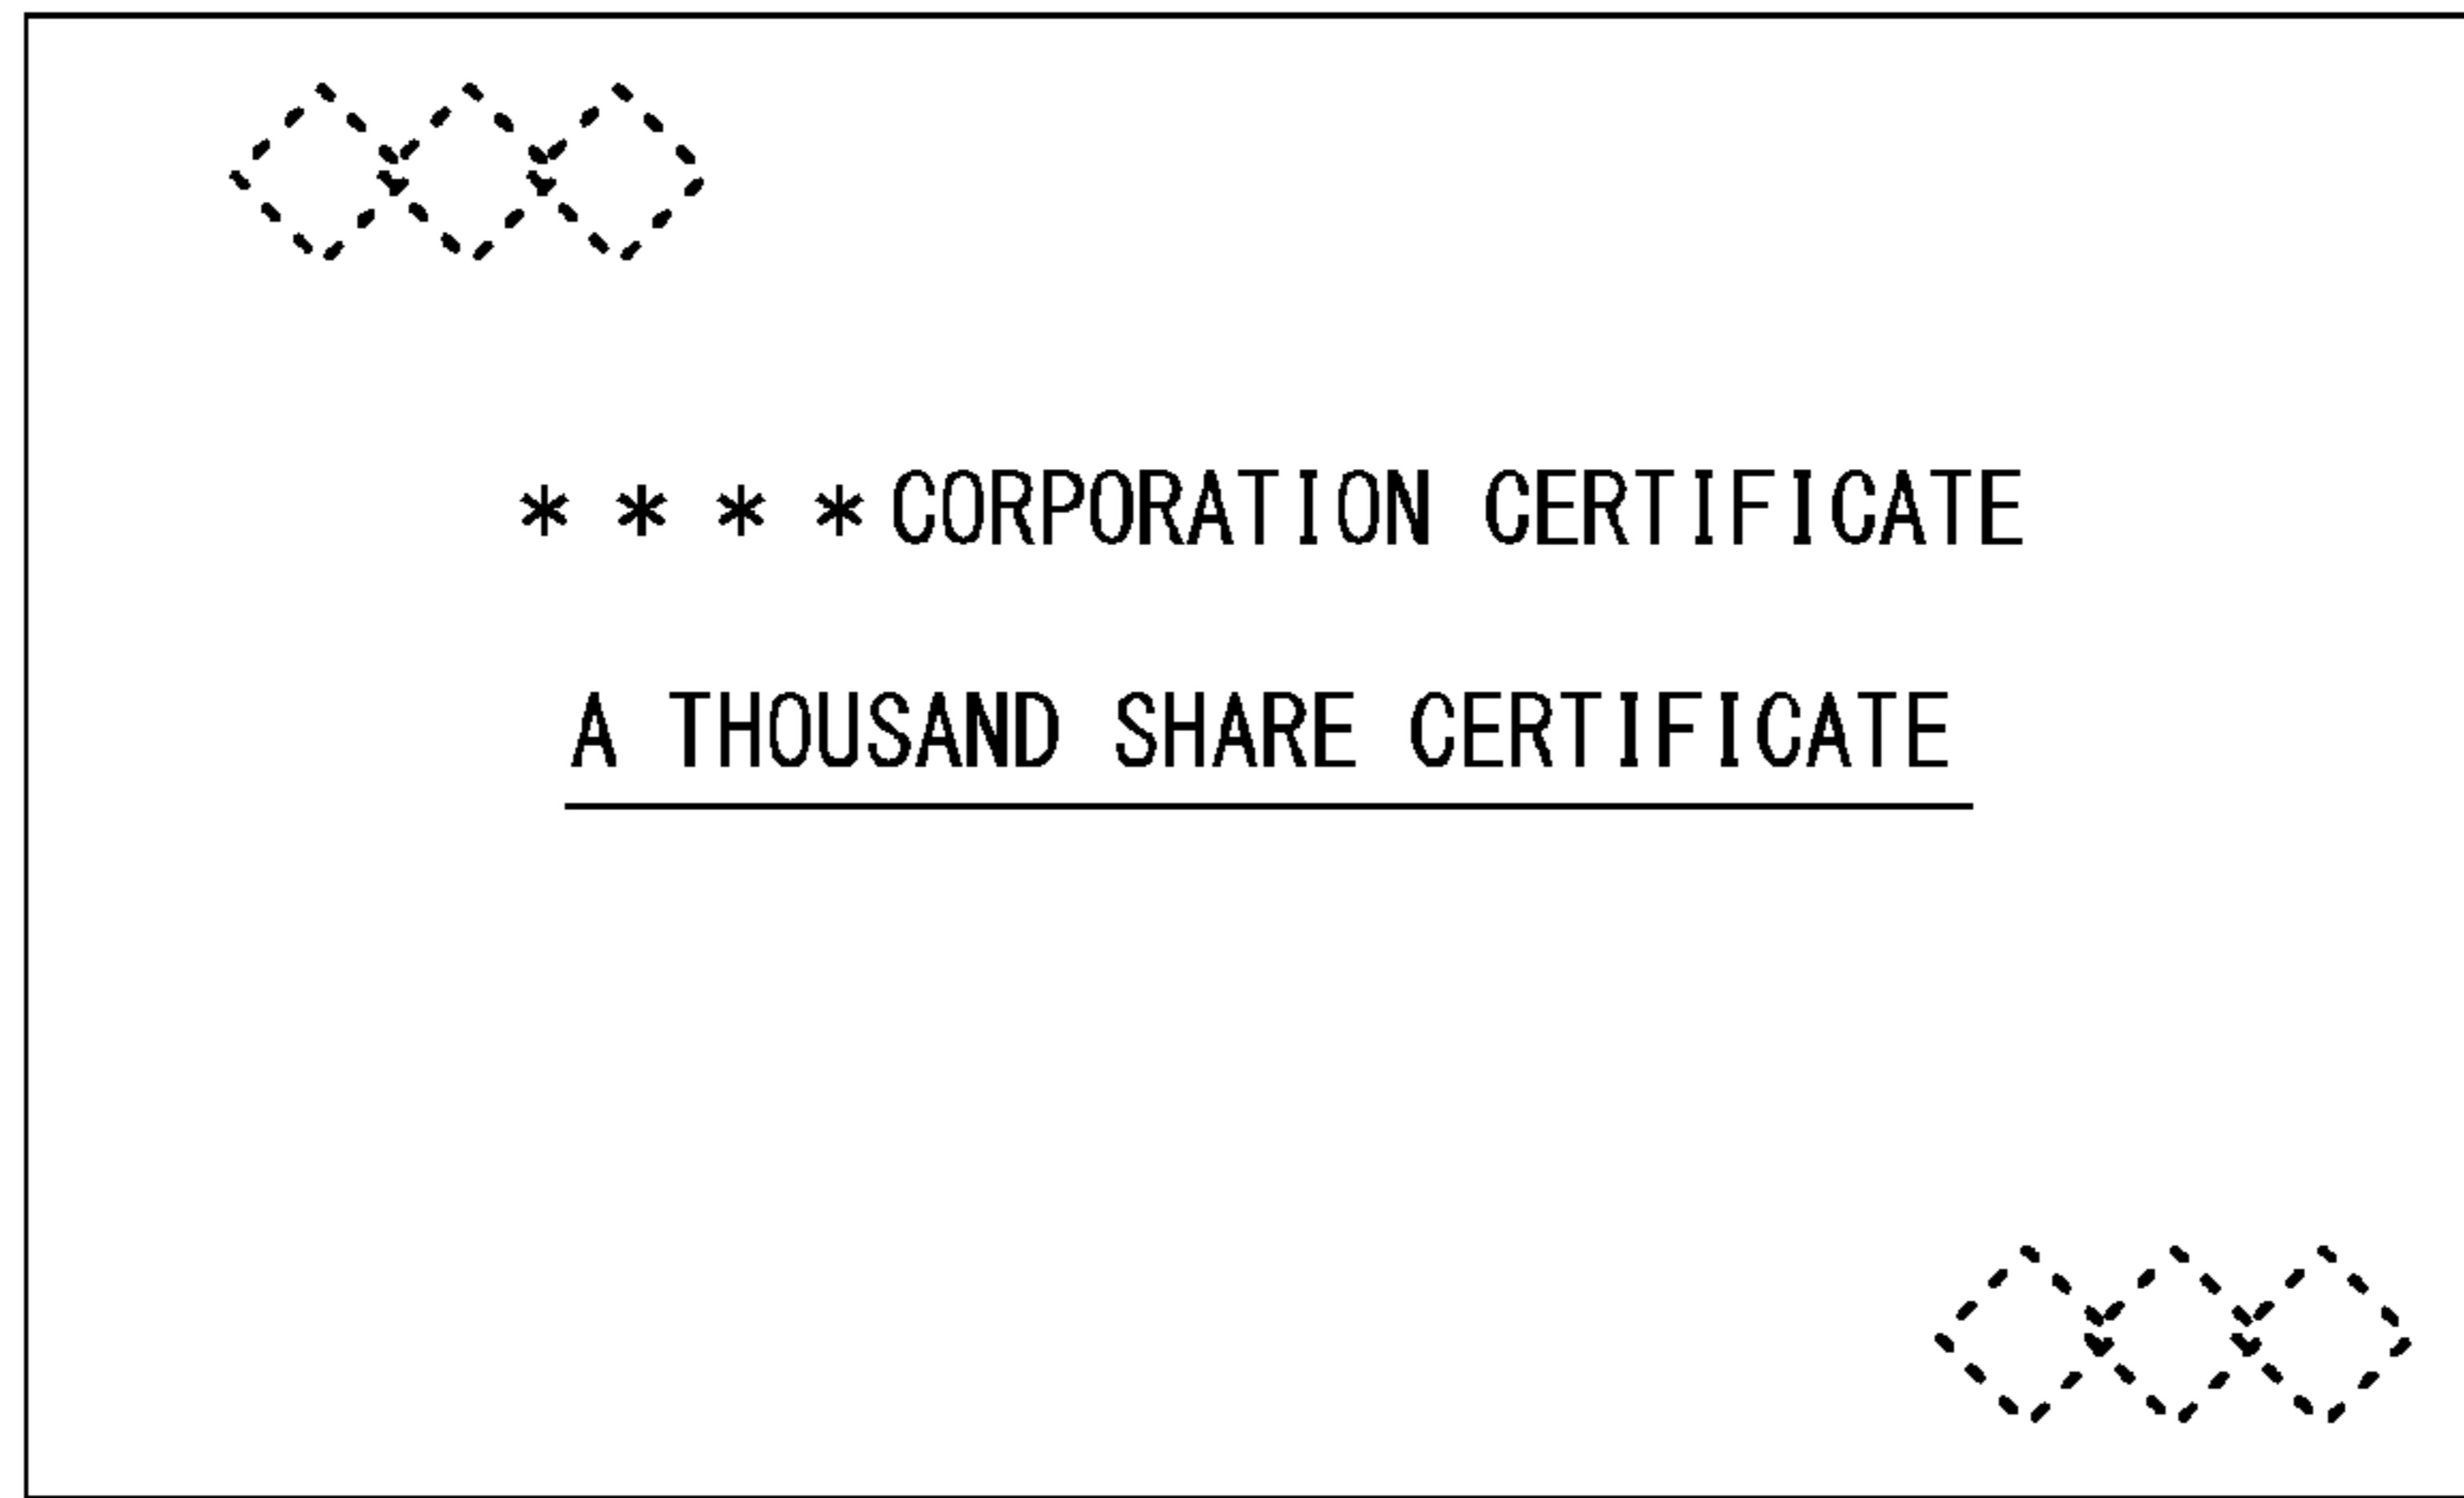 * * * * CORPORATION CERTIFICATE
A THOUSAND SHARE CERTIFICATE